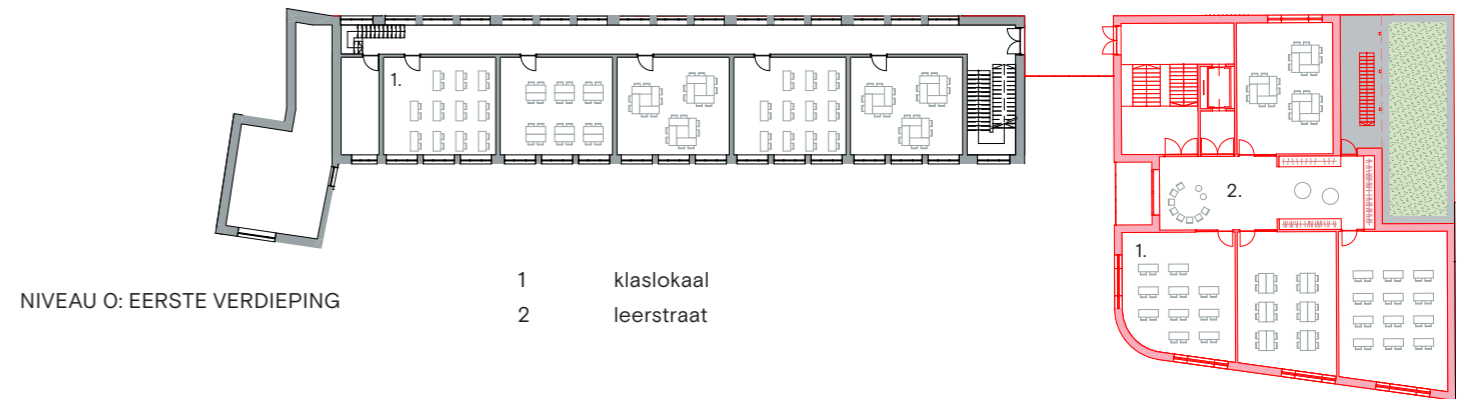 1.
2.
1.
1 klaslokaal
NIVEAU 0: EERSTE VERDIEPING
2 leerstraat